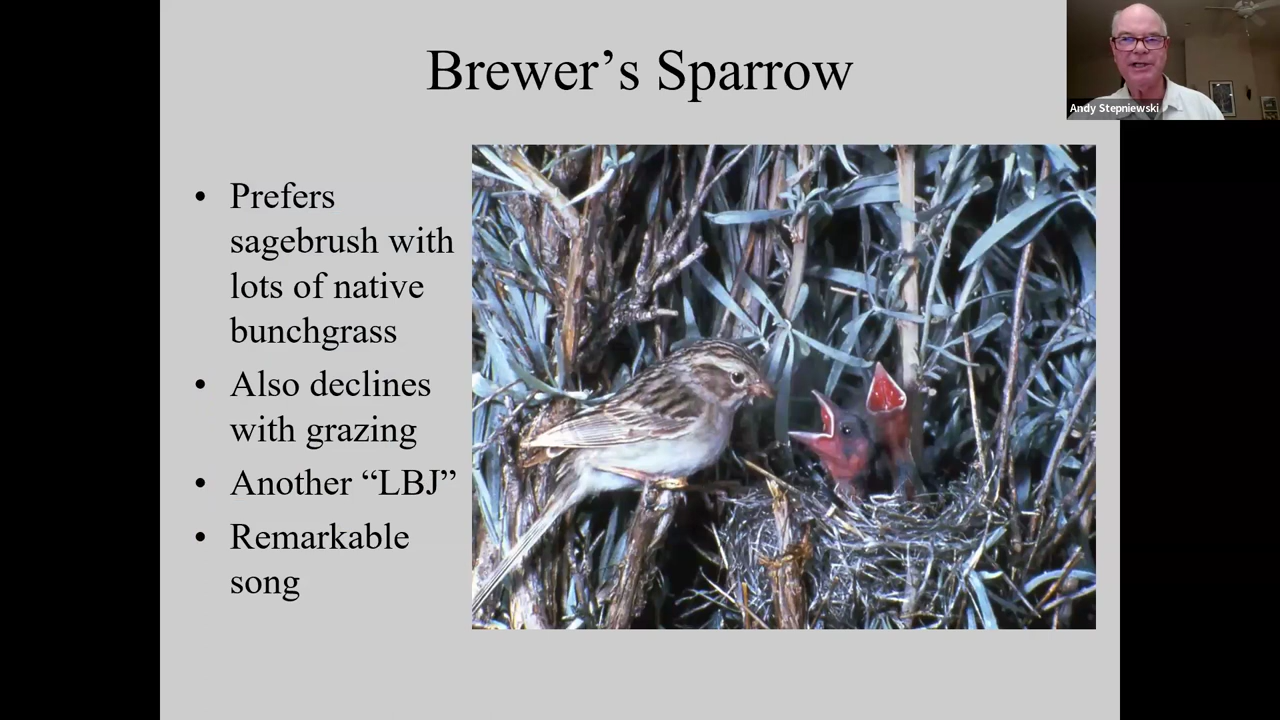 Brewer’s Sparrow
Andy Stepniewski
• Prefers
sagebrush with
lots of native
bunchgrass
• Also declines
with grazing
• Another “LBJ”
• Remarkable
song